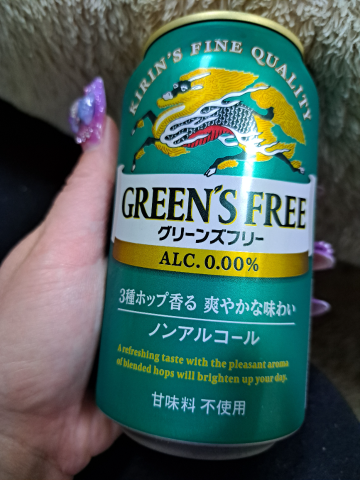 KIRIN'S FINE QUALITY
GREEN'S FREE
グリーンズフリー
ALC. 0.00%
3種ホップ香る 爽やかな味わい
ノンアルコール
A refreshing taste with the pleasant aroma
of blended hops will brighten up your day.
甘味料 不使用